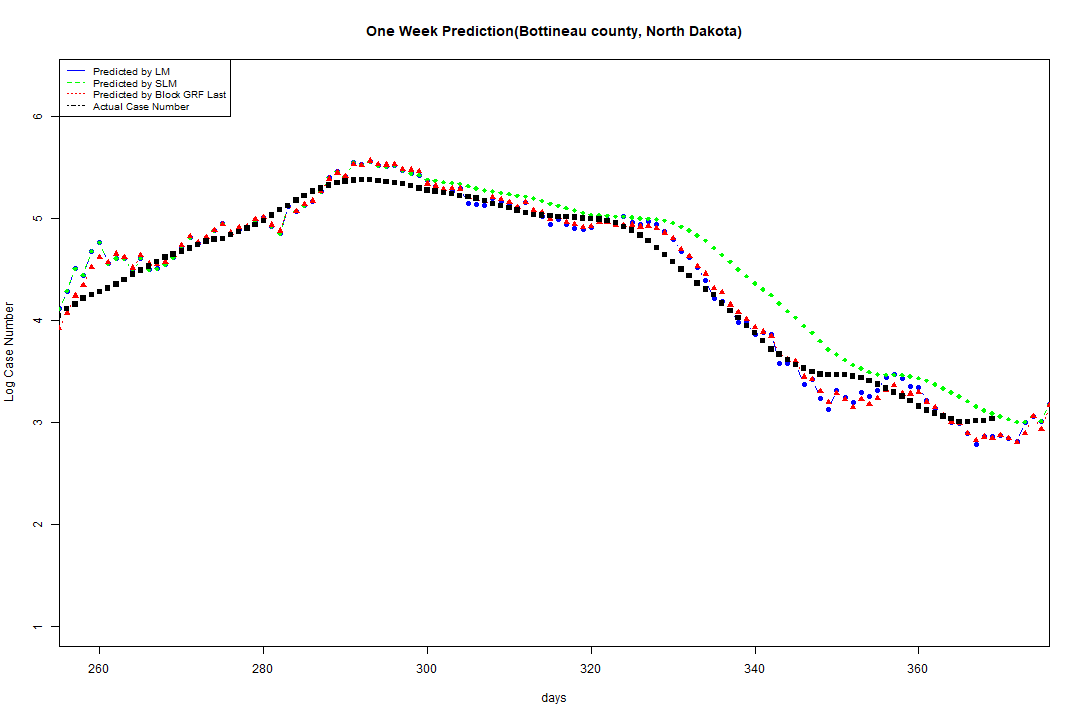 One Week Prediction(Bottineau county, North Dakota)
Predicted by LM
Predicted by SLM
Predicted by Block GRF Last
Actual Case Number
6
5
4
3
2
1
Log Case Number
260 280 300 320 340 360
days